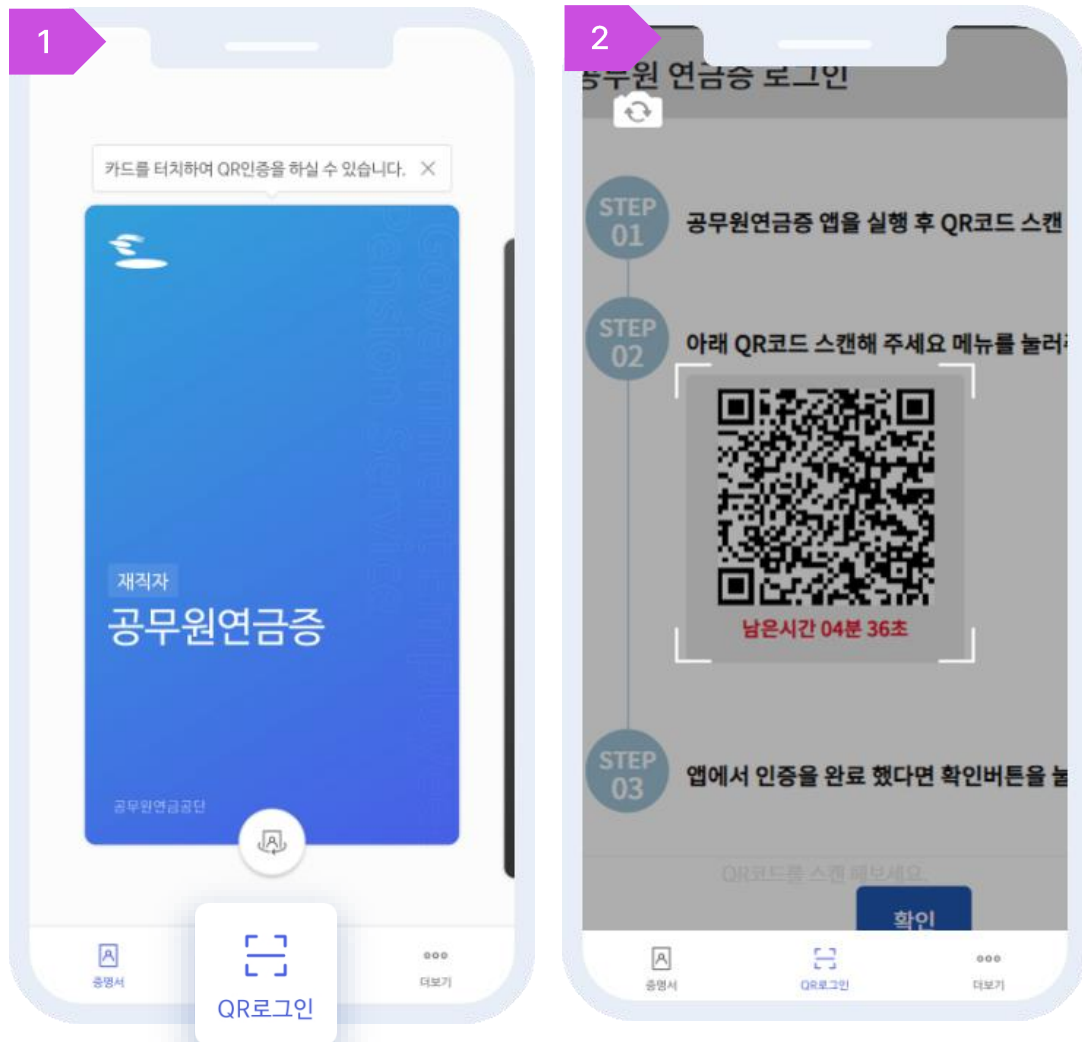 1
카드를 터치하여 QR인증을 하실 수 있습니다.
Government Employees
Pension Service
재직자
공무원연금증
공무원연금공단
증명서
QR로그인
더보기
2
공무원 연금증 로그인
STEP
01
공무원연금증 앱을 실행 후 QR코드 스캔
STEP
02
아래 QR코드 스캔해 주세요 메뉴를 눌러
남은시간 04분 36초
STEP
03
앱에서 인증을 완료 했다면 확인버튼을 눌
QR코드를 스캔 해보세요.
확인
증명서
QR로그인
더보기